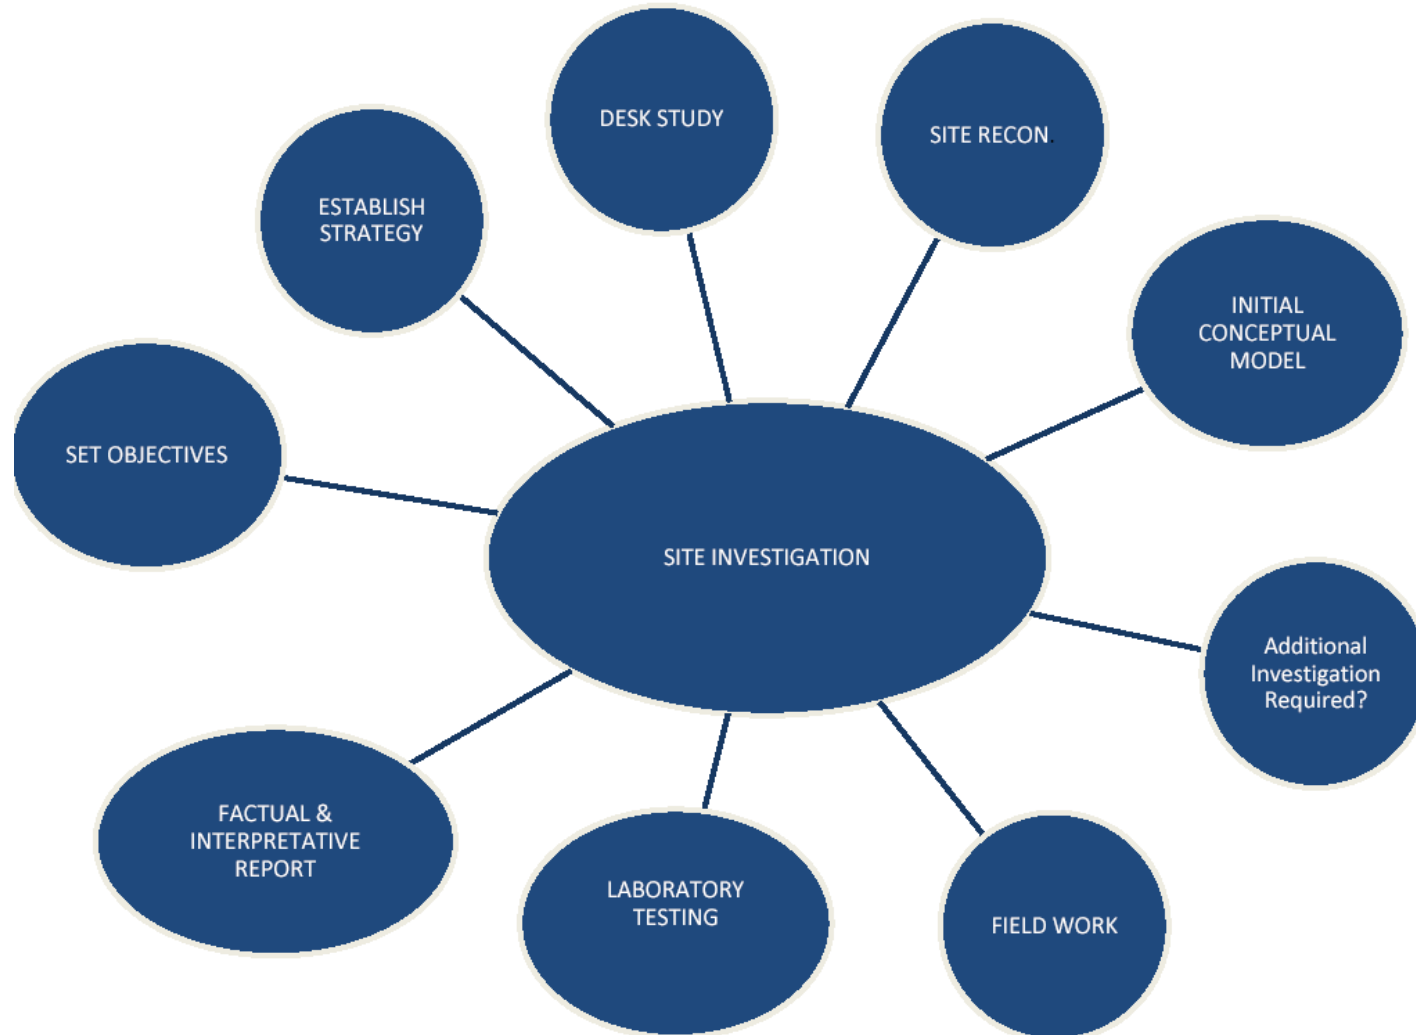 DESK STUDY
SITE RECON.
ESTABLISH
STRATEGY
INITIAL
CONCEPTUAL
MODEL
SET OBJECTIVES
SITE INVESTIGATION
Additional
Investigation
Required?
FACTUAL &
INTERPRETATIVE
REPORT
LABORATORY
TESTING
FIELD WORK